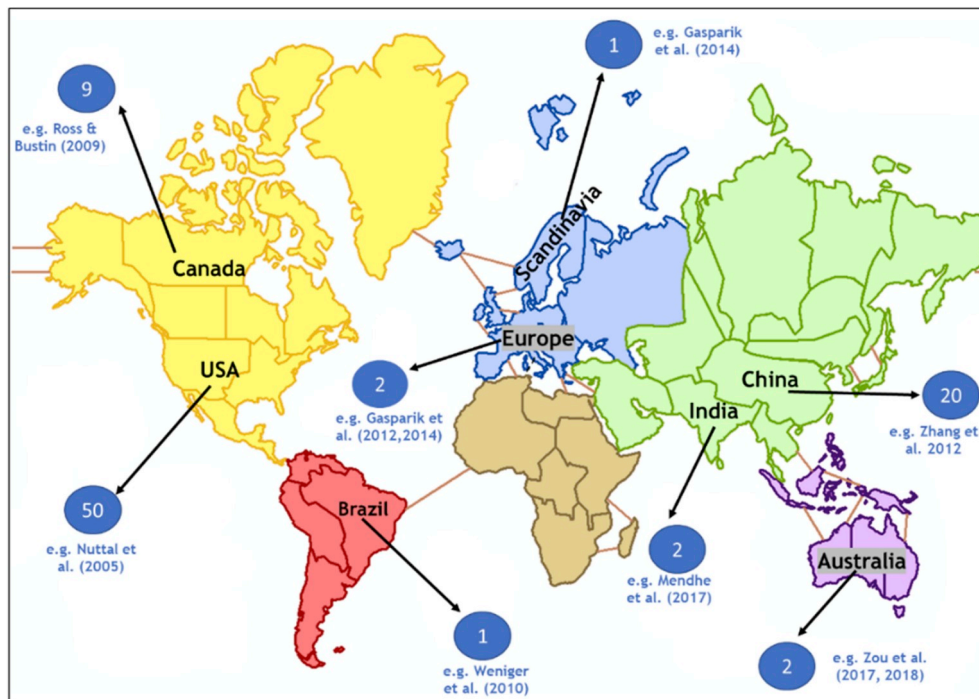 1
e.g. Gasparik
et al. (2014)
9
e.g. Ross &
Bustin (2009)
Scandinavia
Canada
Europe
USA
China
2
20
India
e.g. Gasparik et
al. (2012,2014)
e.g. Zhang et
al. 2012
50
Brazil
e.g. Nuttal et
al. (2005)
2
Australia
e.g. Mendhe
et al. (2017)
1
e.g. Weniger
et al. (2010)
2
e.g. Zou et al.
(2017, 2018)